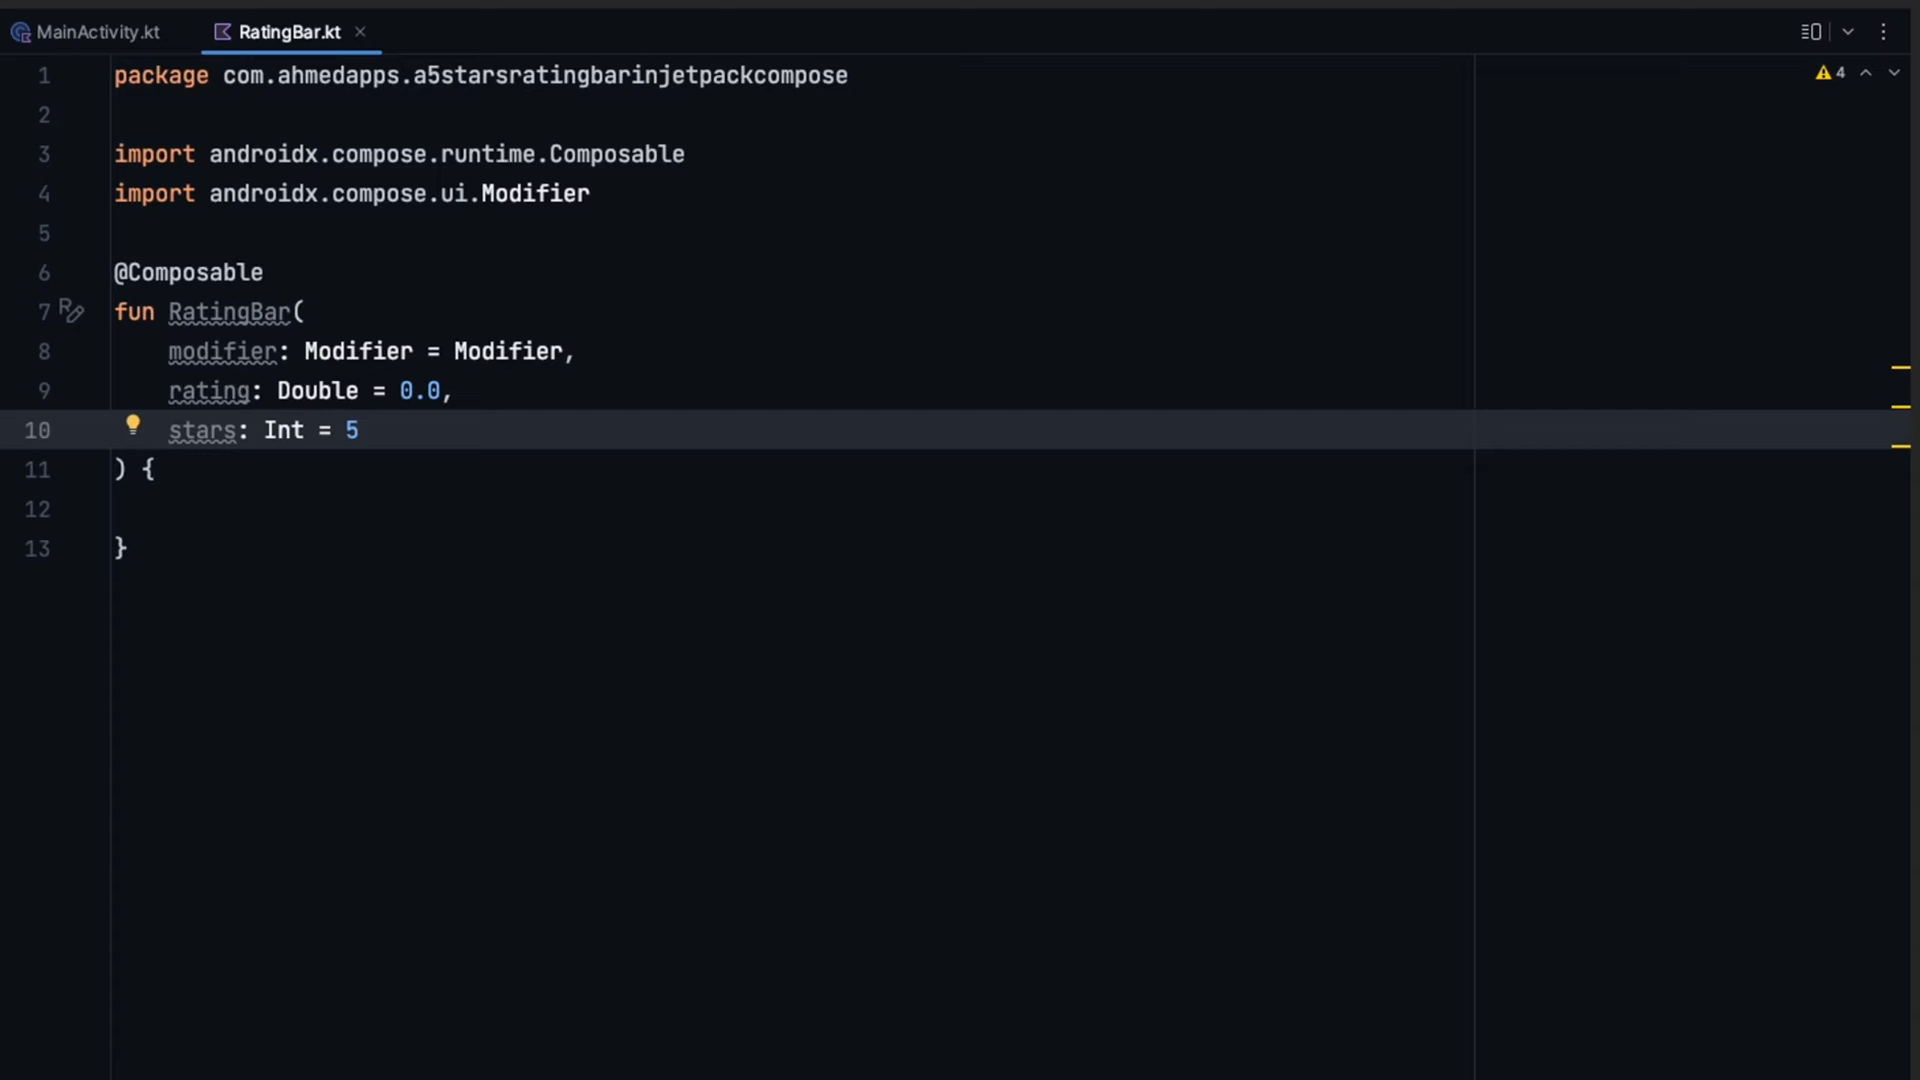 MainActivity.kt RatingBar.kt
4
1 package com.ahmedapps.a5starsratingbarinjetpackcompose
2
3 import androidx.compose.runtime.Composable
4 import androidx.compose.ui.Modifier
5
6 @Composable
7 fun RatingBar(
8     modifier: Modifier = Modifier,
9     rating: Double = 0.0,
10     stars: Int = 5
11 ) {
12
13 }